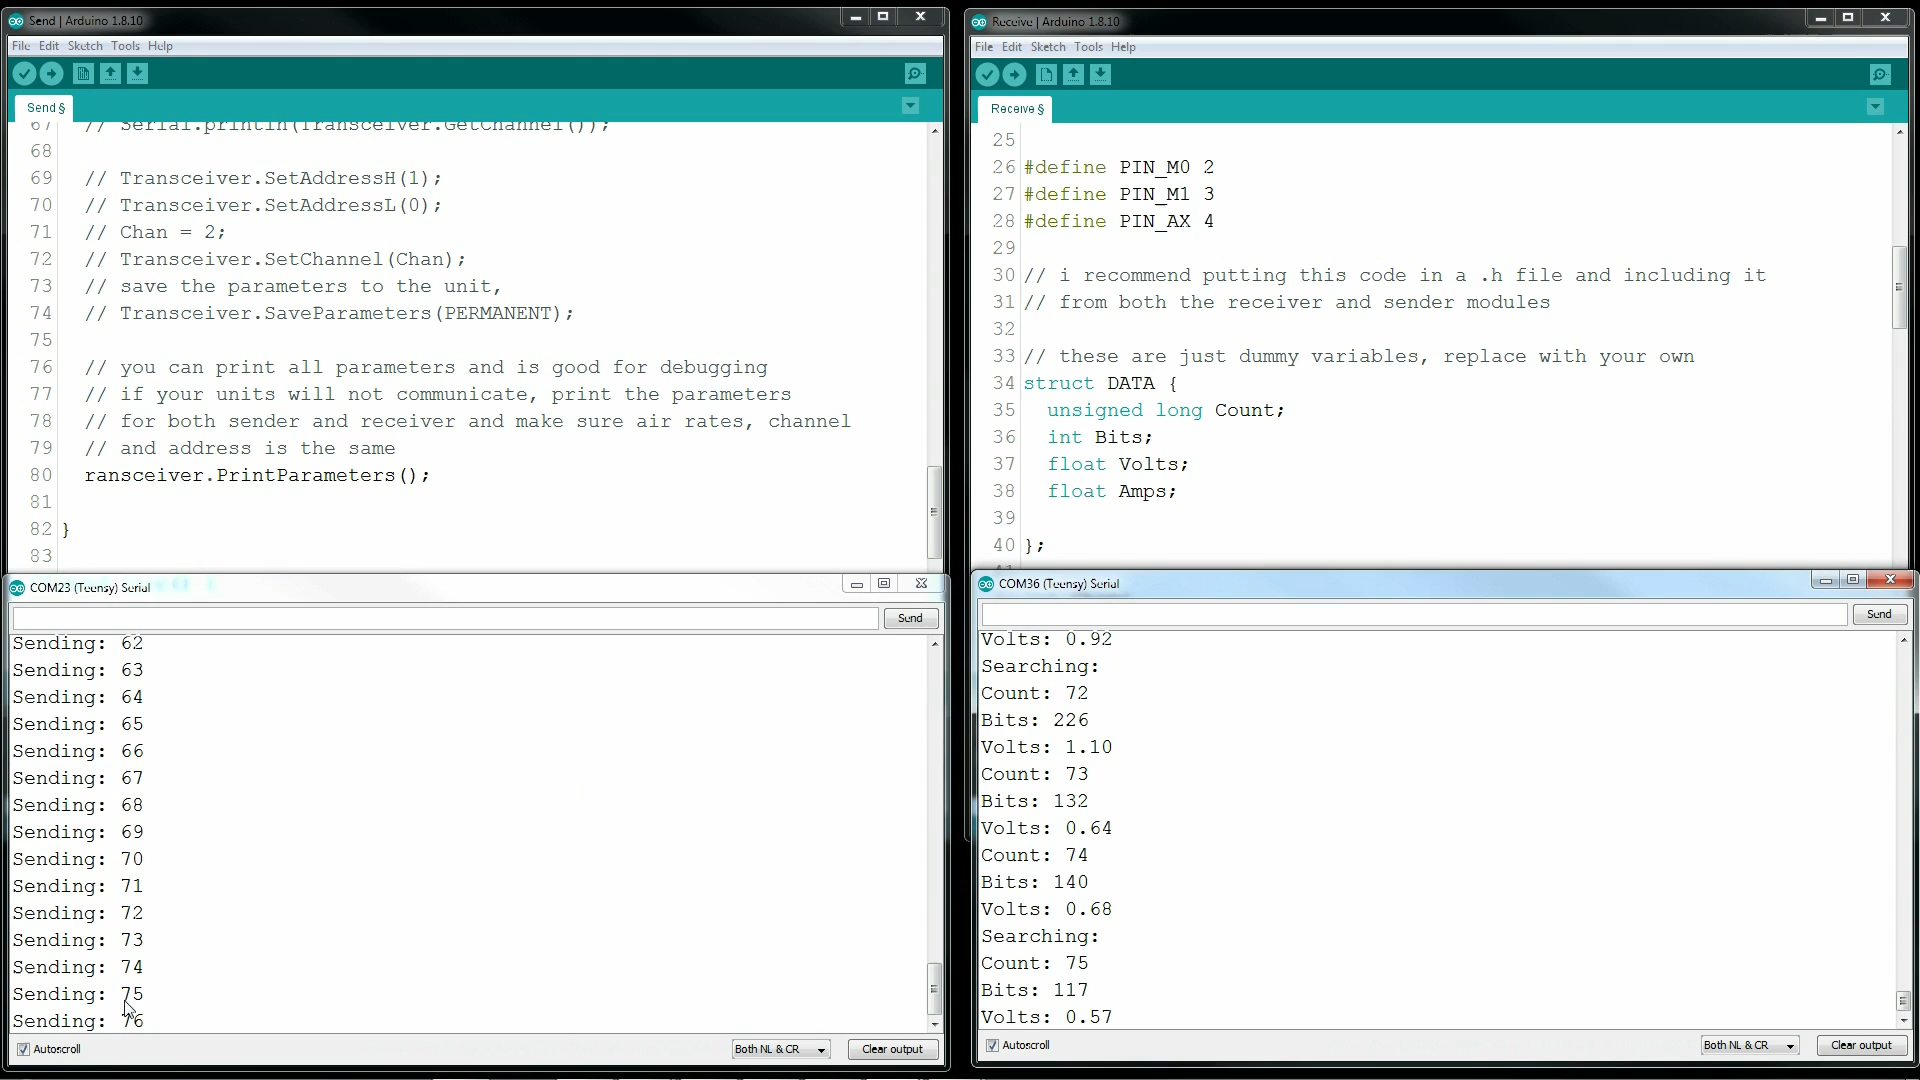 Send | Arduino 1.8.10
File Edit Sketch Tools Help
Send §
67 // Serial.println(Transceiver.GetChannel());
68
69 // Transceiver.SetAddressH(1);
70 // Transceiver.SetAddressL(0);
71 // Chan = 2;
72 // Transceiver.SetChannel(Chan);
73 // save the parameters to the unit,
74 // Transceiver.SaveParameters(PERMANENT);
75
76 // you can print all parameters and is good for debugging
77 // if your units will not communicate, print the parameters
78 // for both sender and receiver and make sure air rates, channel
79 // and address is the same
80 ransceiver.PrintParameters();
81
82 }
83
COM23 (Teensy) Serial
Send
Sending: 62
Sending: 63
Sending: 64
Sending: 65
Sending: 66
Sending: 67
Sending: 68
Sending: 69
Sending: 70
Sending: 71
Sending: 72
Sending: 73
Sending: 74
Sending: 75
Sending: 76
Autoscroll
Both NL & CR
Clear output
Receive | Arduino 1.8.10
File Edit Sketch Tools Help
Receive §
25
26 #define PIN_M0 2
27 #define PIN_M1 3
28 #define PIN_AX 4
29
30 // i recommend putting this code in a .h file and including it
31 // from both the receiver and sender modules
32
33 // these are just dummy variables, replace with your own
34 struct DATA {
35 unsigned long Count;
36 int Bits;
37 float Volts;
38 float Amps;
39
40 };
COM36 (Teensy) Serial
Send
Volts: 0.92
Searching:
Count: 72
Bits: 226
Volts: 1.10
Count: 73
Bits: 132
Volts: 0.64
Count: 74
Bits: 140
Volts: 0.68
Searching:
Count: 75
Bits: 117
Volts: 0.57
Autoscroll
Both NL & CR
Clear output